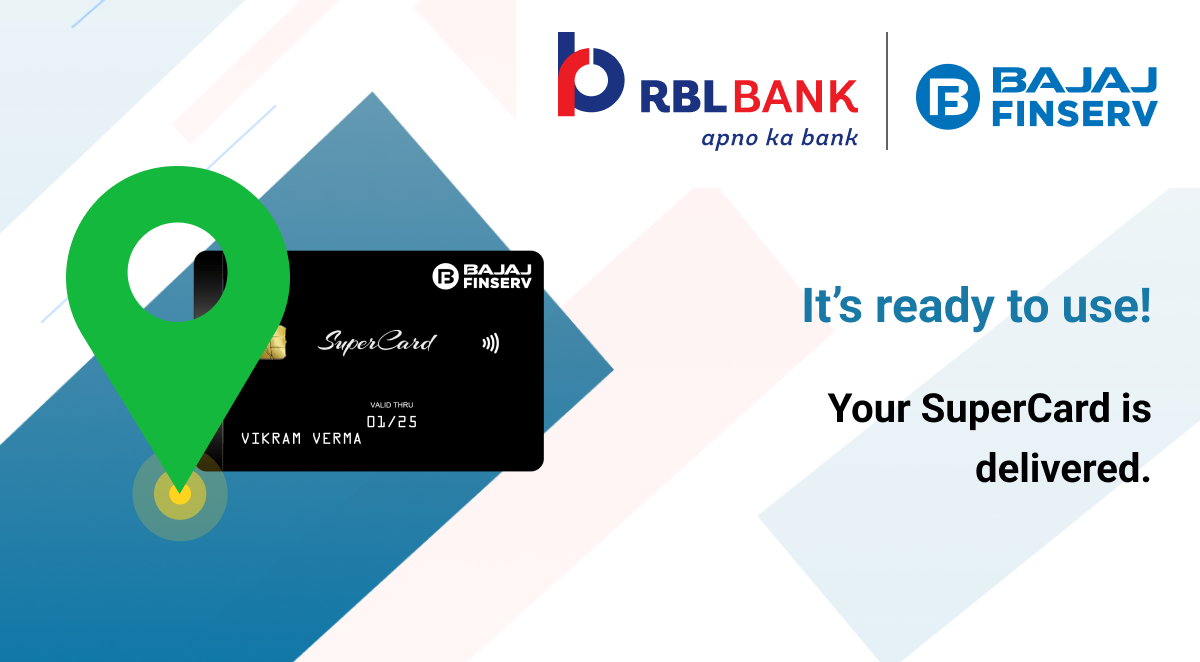 RBL BANK
apno ka bank
BAJAJ
FINSERV
BAJAJ
FINSERV
SuperCard
VALID THRU
01/25
VIKRAM VERMA
It’s ready to use!
Your SuperCard is
delivered.